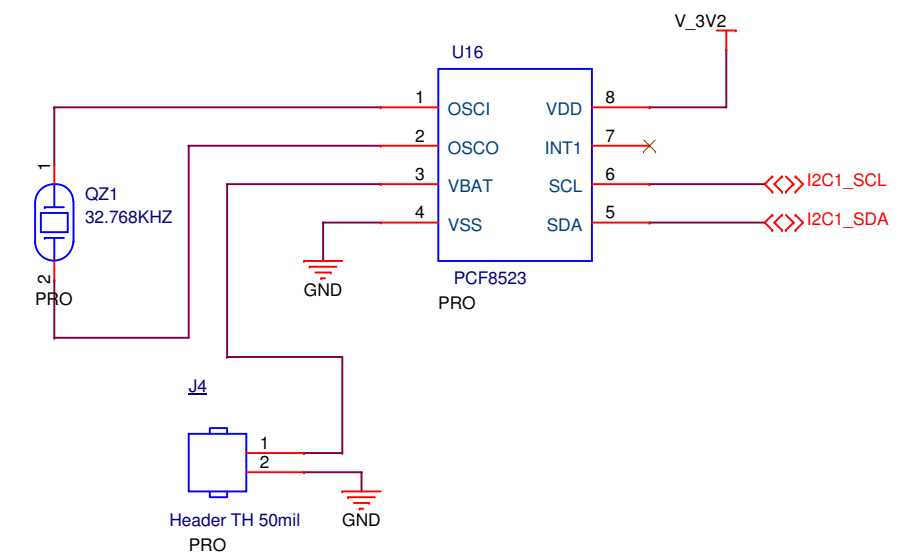 V_3V2
U16
1 OSCI VDD 8
2 OSCO INT1 7
3 VBAT SCL 6 I2C1_SCL
4 VSS SDA 5 I2C1_SDA
1
QZ1
32.768KHZ
2
PRO
GND
PCF8523
PRO
J4
1
2
Header TH 50mil
PRO
GND